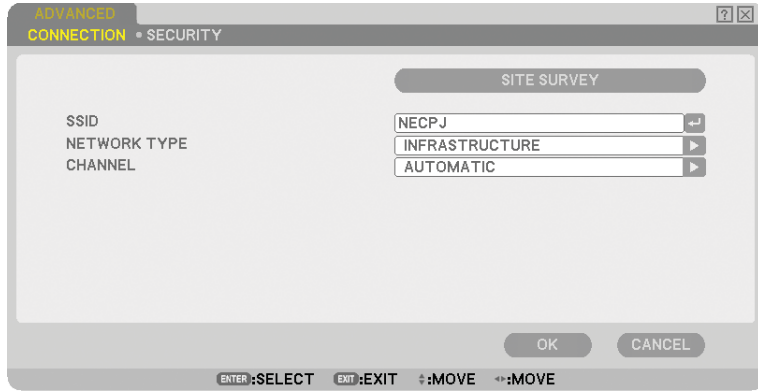 ADVANCED
CONNECTION • SECURITY
SITE SURVEY
SSID NECPJ
NETWORK TYPE INFRASTRUCTURE
CHANNEL AUTOMATIC
OK CANCEL
ENTER :SELECT EXIT :EXIT :MOVE :MOVE